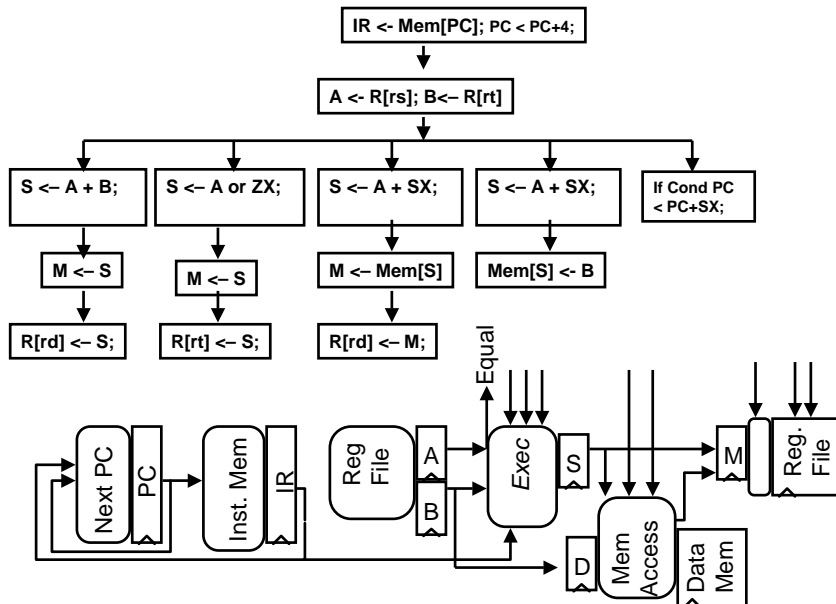 IR <- Mem[PC]; PC < PC+4;
A <- R[rs]; B<– R[rt]
S <– A + B;
S <– A or ZX;
S <– A + SX;
S <– A + SX;
If Cond PC
< PC+SX;
M <– S
M <– S
M <– Mem[S]
Mem[S] <- B
R[rd] <– S;
R[rt] <– S;
R[rd] <– M;
Equal
Next PC
PC
Inst. Mem
IR
Reg
File
A
B
Exec
S
M
Reg.
File
D
Mem
Access
Data
Mem